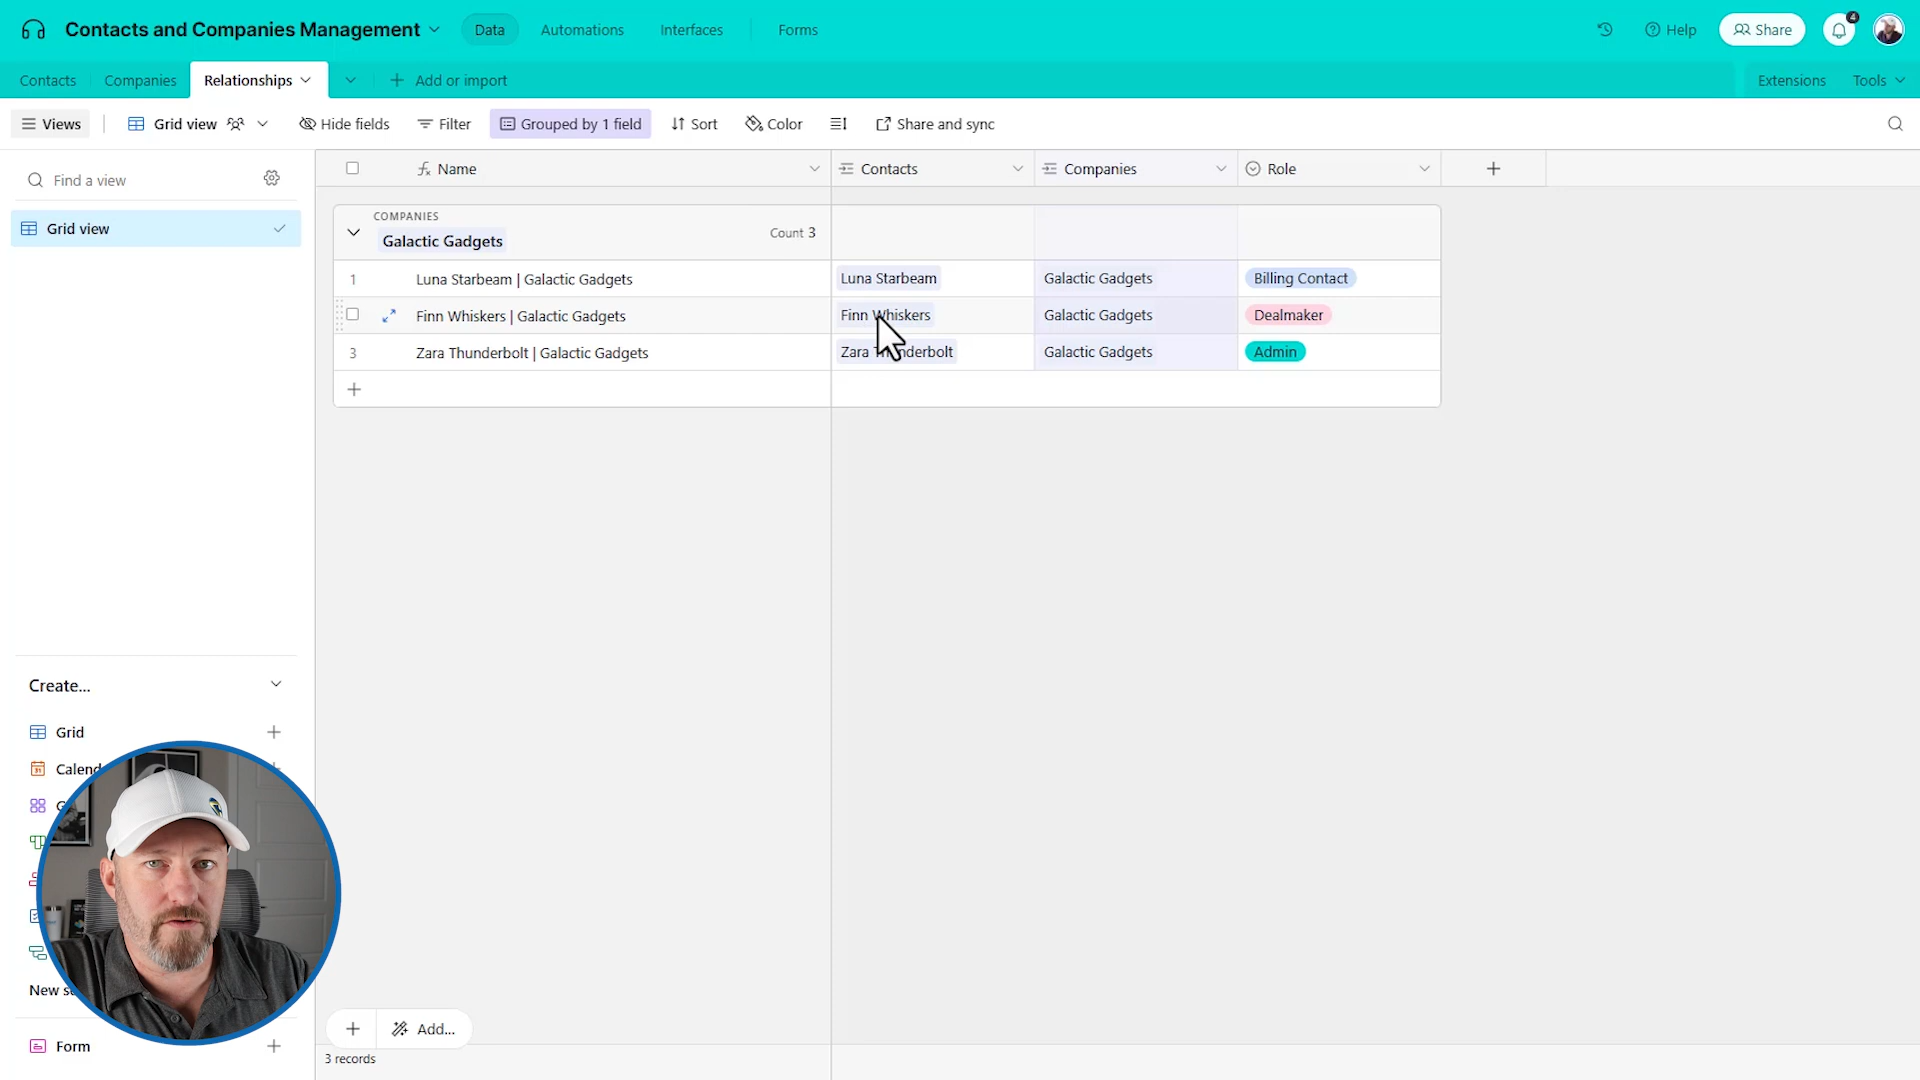 Contacts and Companies Management
Data
Automations
Interfaces
Forms
Help
Share
4
Contacts
Companies
Relationships
Add or import
Extensions
Tools
Views
Grid view
Hide fields
Filter
Grouped by 1 field
Sort
Color
Share and sync
Find a view
Grid view
Name
Contacts
Companies
Role
COMPANIES
Galactic Gadgets
Count 3
1 Luna Starbeam | Galactic Gadgets Luna Starbeam Galactic Gadgets Billing Contact
Finn Whiskers | Galactic Gadgets Finn Whiskers Galactic Gadgets Dealmaker
3 Zara Thunderbolt | Galactic Gadgets Zara Galactic Gadgets Admin
Create...
Grid
New
Form
Add...
3 records